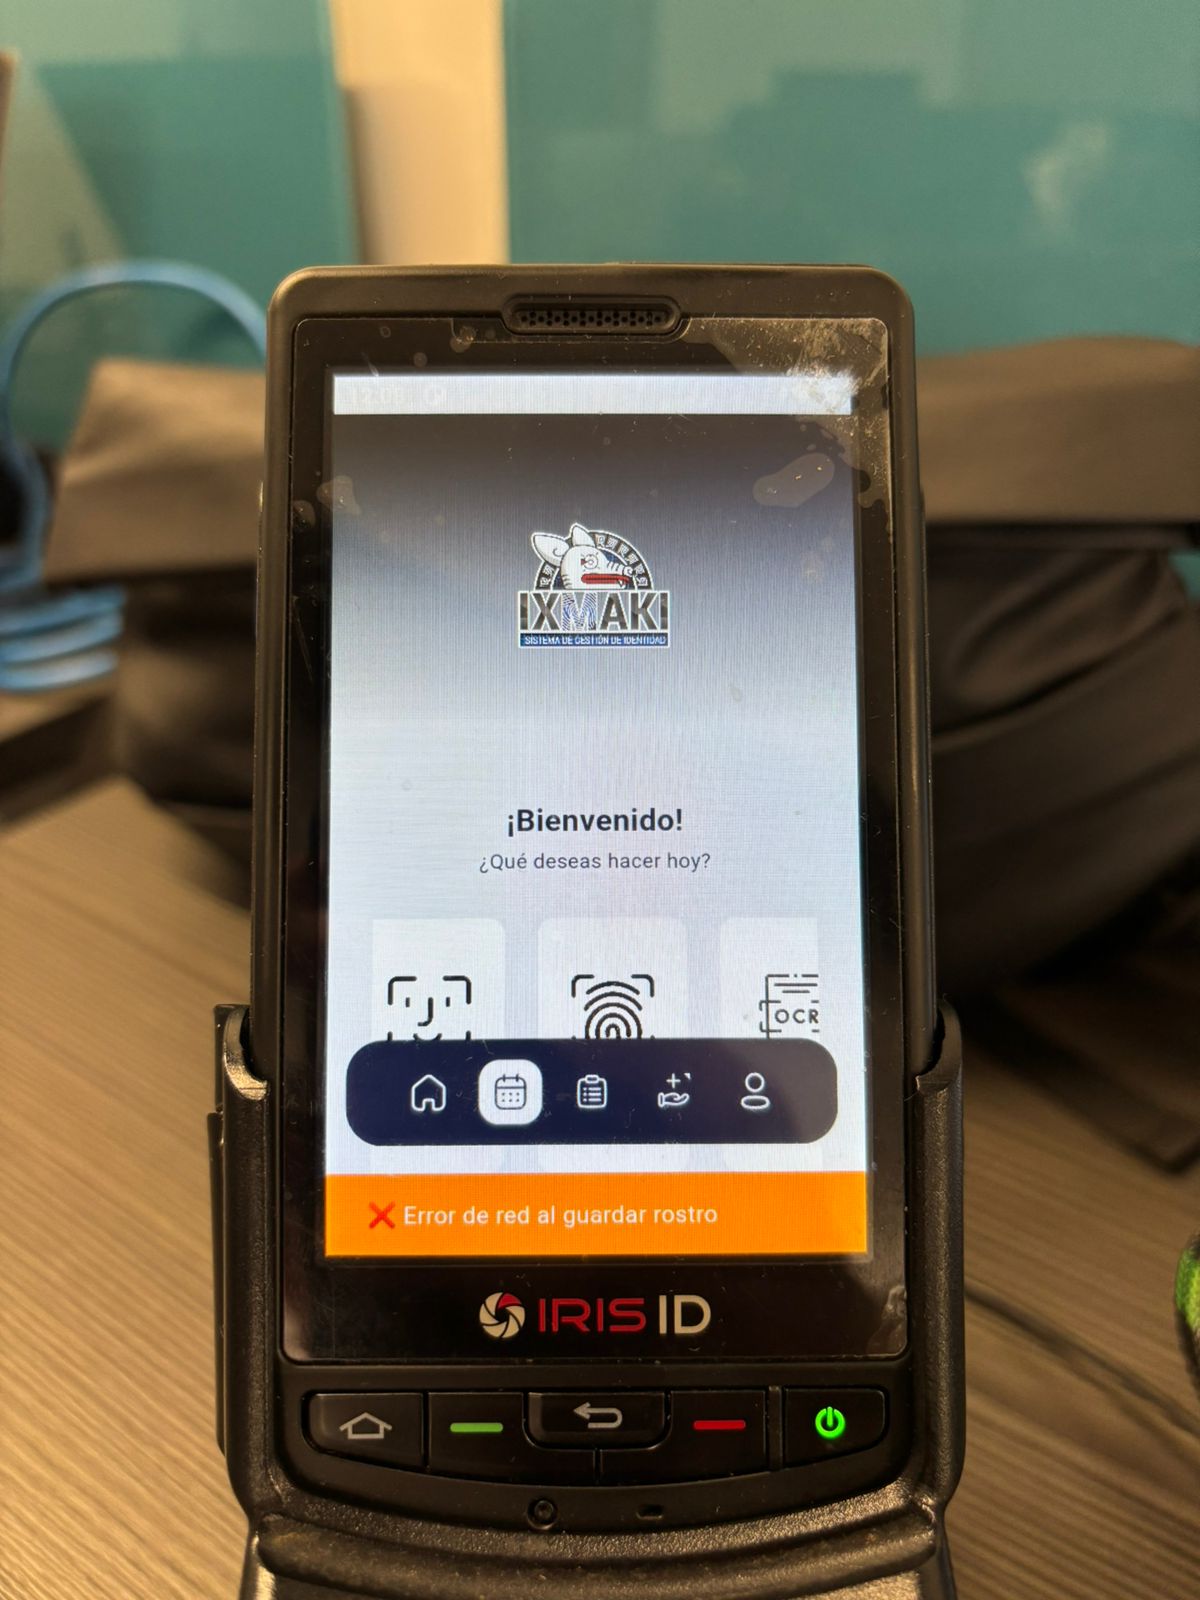 IXMAKI
SISTEMA DE GESTIÓN DE IDENTIDAD
¡Bienvenido!
¿Qué deseas hacer hoy?
OCR
Error de red al guardar rostro
IRIS ID